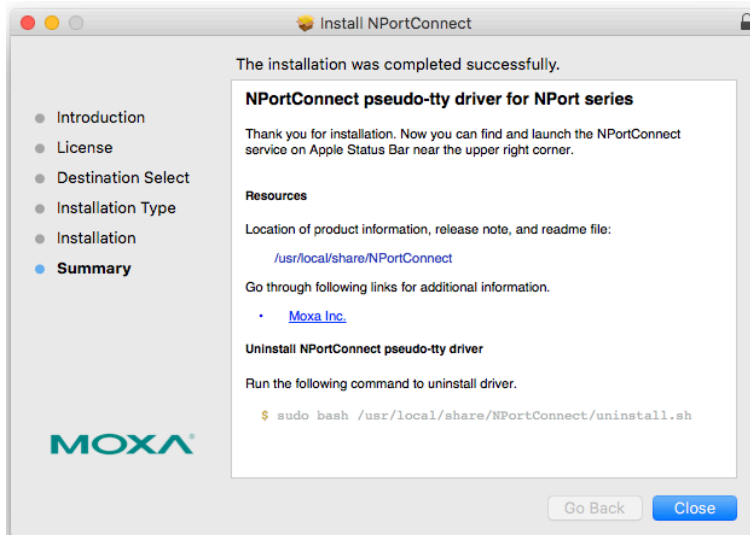 Install NPortConnect
The installation was completed successfully.
Introduction
License
Destination Select
Installation Type
Installation
Summary
NPortConnect pseudo-tty driver for NPort series
Thank you for installation. Now you can find and launch the NPortConnect
service on Apple Status Bar near the upper right corner.
Resources
Location of product information, release note, and readme file:
/usr/local/share/NPortConnect
Go through following links for additional information.
• Moxa Inc.
Uninstall NPortConnect pseudo-tty driver
Run the following command to uninstall driver.
$ sudo bash /usr/local/share/NPortConnect/uninstall.sh
MOXA
Go Back
Close